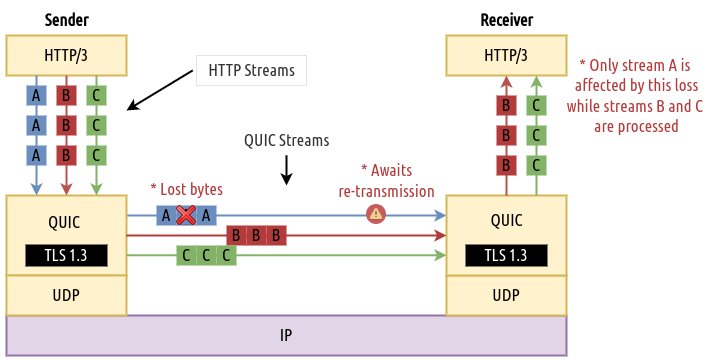 Sender
Receiver
HTTP/3
HTTP/3
HTTP Streams
* Only stream A is
affected by this loss
while streams B and C
are processed
A B C
A B C
A B C
B C
B C
B C
QUIC Streams
* Lost bytes
* Awaits
re-transmission
QUIC
TLS 1.3
A A
B B B
C C C
QUIC
TLS 1.3
UDP
UDP
IP